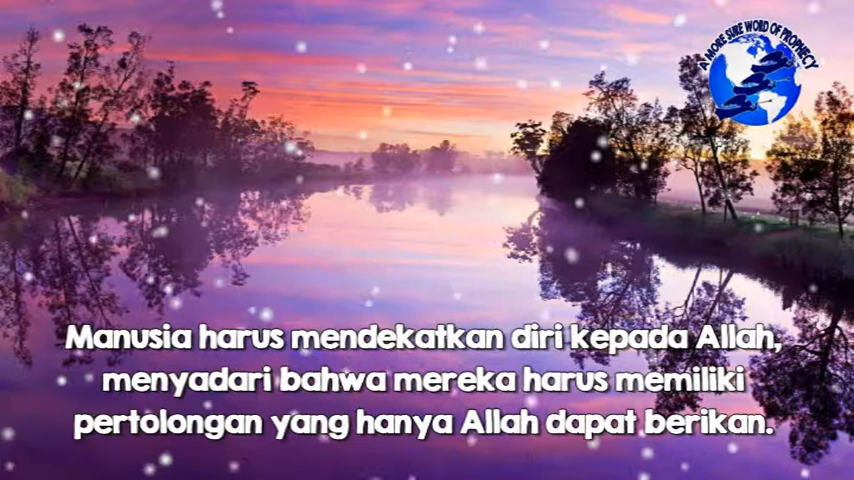 A MORE SURE WORD OF PROPHECY
Manusia harus mendekatkan diri kepada Allah,
menyadari bahwa mereka harus memiliki
pertolongan yang hanya Allah dapat berikan.